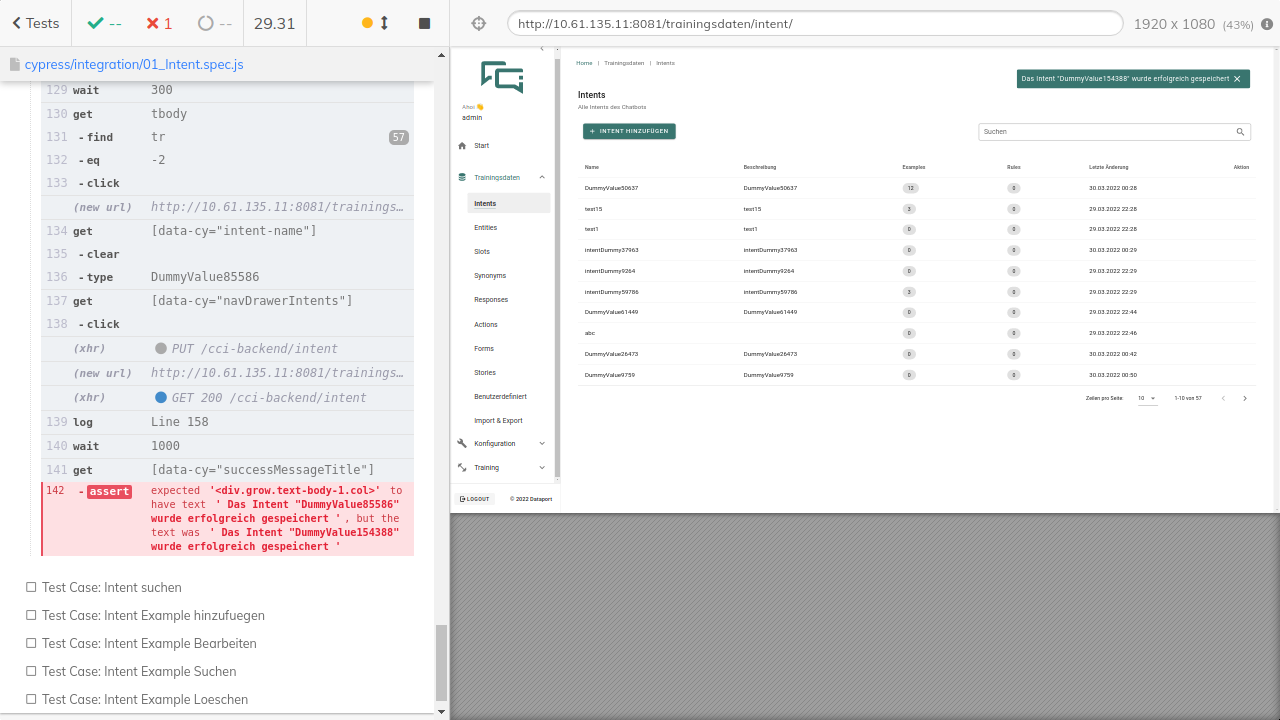 Tests
--
1
--
29.31
http://10.61.135.11:8081/trainingsdaten/intent/
1920 x 1080 (43%)
cypress/integration/01_Intent.spec.js
129 wait 300
130 get tbody
131 - find tr 57
132 - eq -2
133 - click
(new url) http://10.61.135.11:8081/trainings…
134 get [data-cy="intent-name"]
135 - clear
136 - type DummyValue85586
137 get [data-cy="navDrawerIntents"]
138 - click
(xhr) PUT /cci-backend/intent
(new url) http://10.61.135.11:8081/trainings…
(xhr) GET 200 /cci-backend/intent
139 log Line 158
140 wait 1000
141 get [data-cy="successMessageTitle"]
142 - assert expected '<div.grow.text-body-1.col>' to
have text ' Das Intent "DummyValue85586"
wurde erfolgreich gespeichert ', but the
text was ' Das Intent "DummyValue154388"
wurde erfolgreich gespeichert '
Test Case: Intent suchen
Test Case: Intent Example hinzufuegen
Test Case: Intent Example Bearbeiten
Test Case: Intent Example Suchen
Test Case: Intent Example Loeschen
Ahoi 👋
admin
Start
Trainingsdaten
Intents
Entities
Slots
Synonyms
Responses
Actions
Forms
Stories
Benutzerdefiniert
Import & Export
Konfiguration
Training
LOGOUT
© 2022 Dataport
Home | Trainingsdaten | Intents
Das Intent "DummyValue154388" wurde erfolgreich gespeichert
Intents
Alle Intents des Chatbots
+ INTENT HINZUFÜGEN
Suchen
Name Beschreibung Examples Rules Letzte Änderung Aktion
DummyValue50637 DummyValue50637 12 0 30.03.2022 00:28
test15 test15 2 0 29.03.2022 22:28
test1 test1 0 0 29.03.2022 22:28
intentDummy37963 intentDummy37963 0 0 30.03.2022 00:29
intentDummy9264 intentDummy9264 0 0 29.03.2022 22:29
intentDummy59786 intentDummy59786 3 0 29.03.2022 22:29
DummyValue61449 DummyValue61449 0 0 29.03.2022 22:44
abc 0 0 29.03.2022 22:46
DummyValue26473 DummyValue26473 0 0 30.03.2022 00:42
DummyValue9759 DummyValue9759 0 0 30.03.2022 00:50
Zeilen pro Seite: 10 1-10 von 57